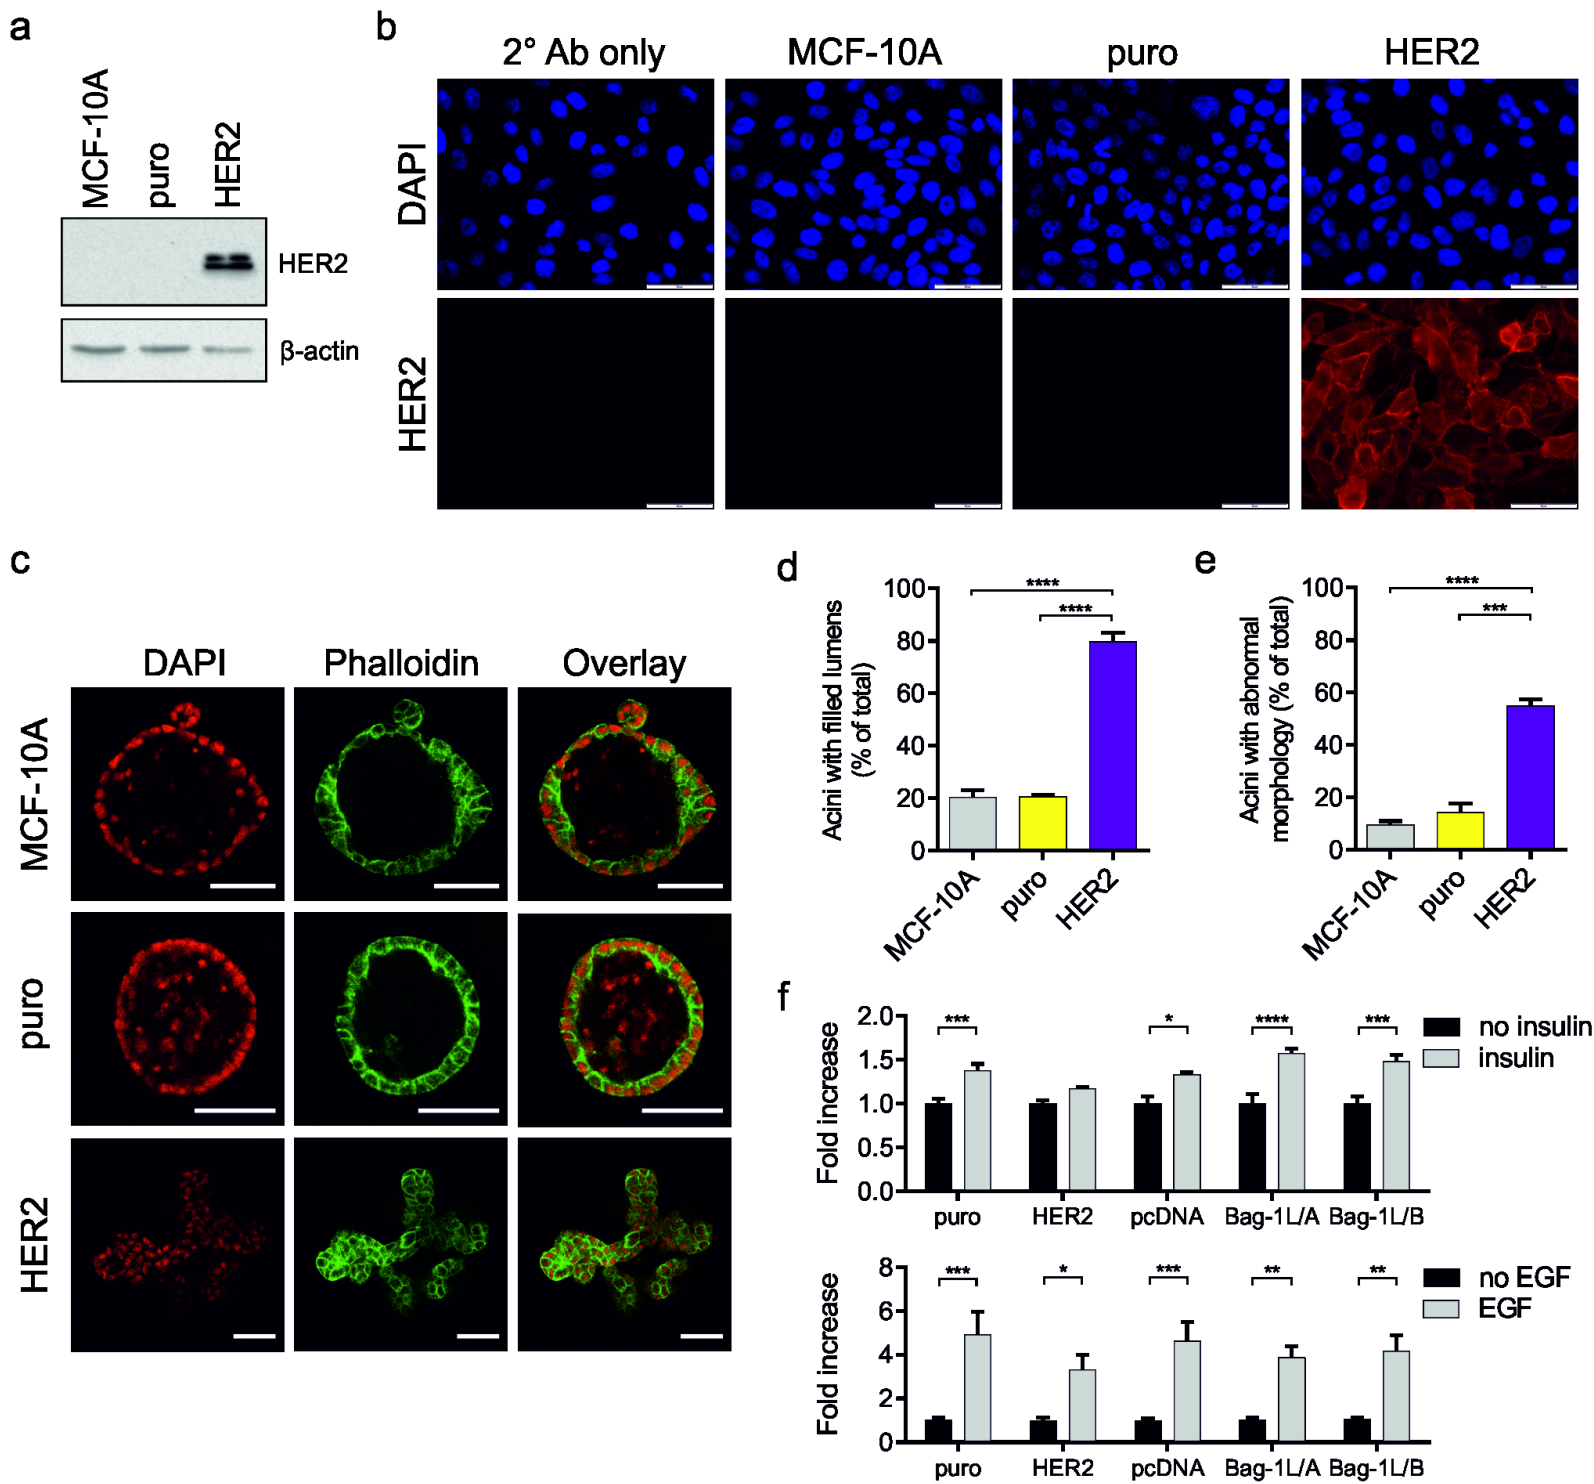 a
MCF-10A
puro
HER2
HER2
β-actin
b
2° Ab only
MCF-10A
puro
HER2
DAPI
HER2
c
DAPI
Phalloidin
Overlay
MCF-10A
puro
HER2
d
Acini with filled lumens
(% of total)
100
80
60
40
20
0
****
****
MCF-10A
puro
HER2
e
Acini with abnormal
morphology (% of total)
100
80
60
40
20
0
****
***
MCF-10A
puro
HER2
f
Fold increase
2.0
1.5
1.0
0.5
0.0
***
*
****
***
no insulin
insulin
puro
HER2
pcDNA
Bag-1L/A
Bag-1L/B
Fold increase
8
6
4
2
0
***
*
***
**
**
no EGF
EGF
puro
HER2
pcDNA
Bag-1L/A
Bag-1L/B